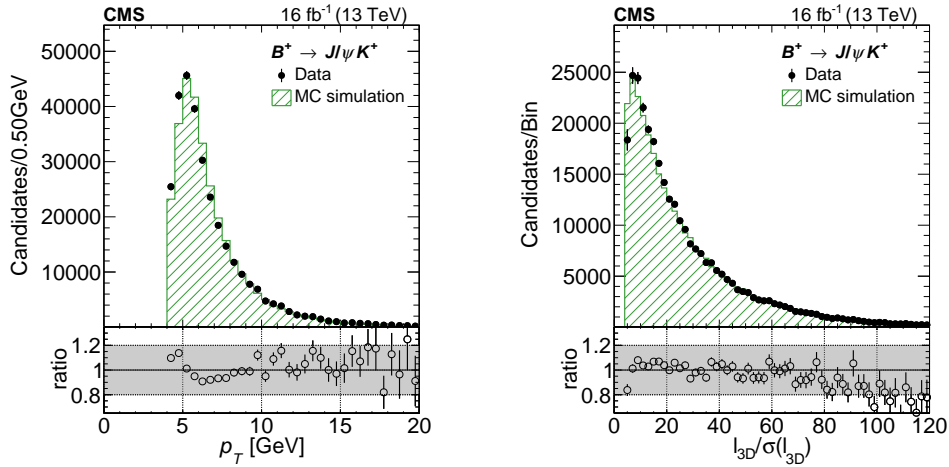 CMS 16 fb⁻¹ (13 TeV)
B⁺ → J/ψ K⁺
Data
MC simulation
Candidates/0.50GeV
50000
40000
30000
20000
10000
ratio
1.2
1
0.8
0 5 10 15 20
p_T [GeV]
CMS 16 fb⁻¹ (13 TeV)
B⁺ → J/ψ K⁺
Data
MC simulation
Candidates/Bin
25000
20000
15000
10000
5000
ratio
1.2
1
0.8
0 20 40 60 80 100 120
l_3D/σ(l_3D)